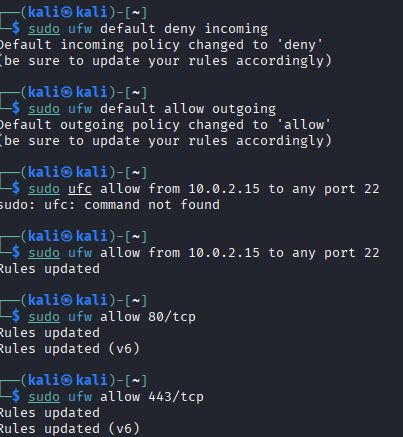 ┌──(kali㉿kali)-[~]
└─$ sudo ufw default deny incoming
Default incoming policy changed to 'deny'
(be sure to update your rules accordingly)
┌──(kali㉿kali)-[~]
└─$ sudo ufw default allow outgoing
Default outgoing policy changed to 'allow'
(be sure to update your rules accordingly)
┌──(kali㉿kali)-[~]
└─$ sudo ufc allow from 10.0.2.15 to any port 22
sudo: ufc: command not found
┌──(kali㉿kali)-[~]
└─$ sudo ufw allow from 10.0.2.15 to any port 22
Rules updated
┌──(kali㉿kali)-[~]
└─$ sudo ufw allow 80/tcp
Rules updated
Rules updated (v6)
┌──(kali㉿kali)-[~]
└─$ sudo ufw allow 443/tcp
Rules updated
Rules updated (v6)